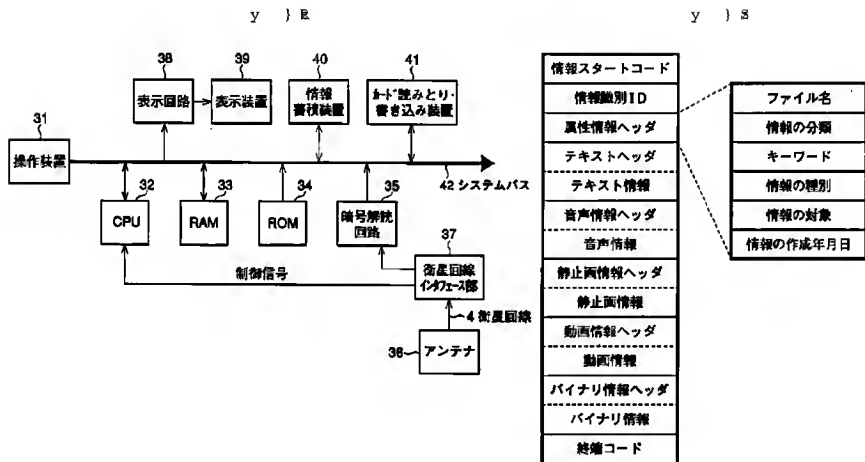 y } R
38
39
40
41
表示回路
表示装置
情報
蓄積装置
カード読みとり・
書き込み装置
31
操作装置
42 システムバス
32
33
34
35
CPU
RAM
ROM
暗号解読
回路
37
制御信号
衛星回線
インタフェース部
4 衛星回線
36
アンテナ
y } S
情報スタートコード
情報識別ID
属性情報ヘッダ
テキストヘッダ
テキスト情報
音声情報ヘッダ
音声情報
静止画情報ヘッダ
静止画情報
動画情報ヘッダ
動画情報
バイナリ情報ヘッダ
バイナリ情報
終端コード
ファイル名
情報の分類
キーワード
情報の種別
情報の対象
情報の作成年月日